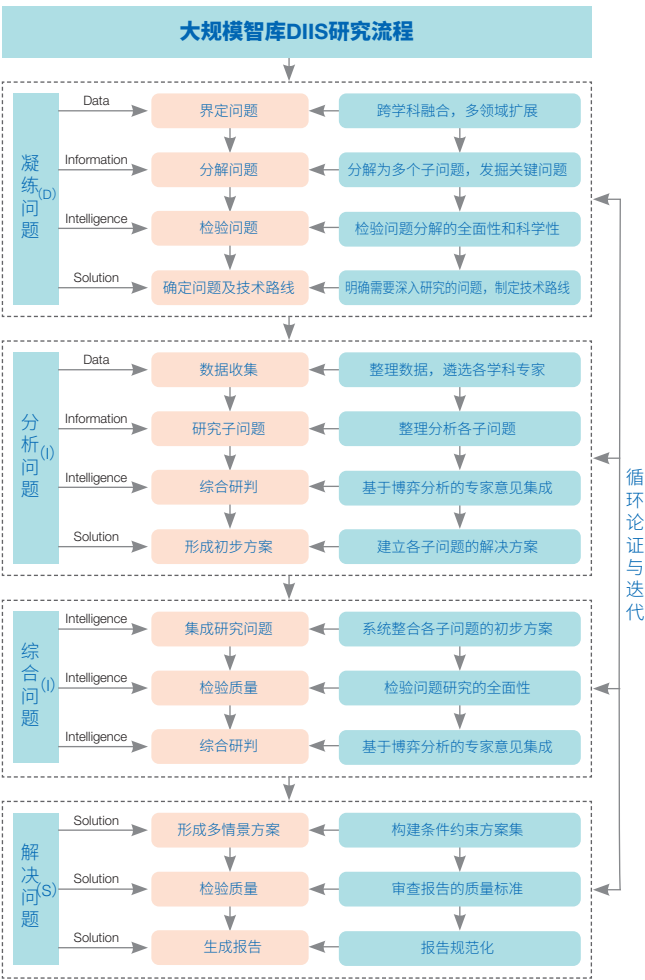 大规模智库DIIS研究流程
凝练问题(D)
Data
界定问题
跨学科融合，多领域扩展
Information
分解问题
分解为多个子问题，发掘关键问题
Intelligence
检验问题
检验问题分解的全面性和科学性
Solution
确定问题及技术路线
明确需要深入研究的问题，制定技术路线
分析问题(I)
Data
数据收集
整理数据，遴选各学科专家
Information
研究子问题
整理分析各子问题
Intelligence
综合研判
基于博弈分析的专家意见集成
Solution
形成初步方案
建立各子问题的解决方案
综合问题(I)
Intelligence
集成研究问题
系统整合各子问题的初步方案
Intelligence
检验质量
检验问题研究的全面性
Intelligence
综合研判
基于博弈分析的专家意见集成
解决问题(S)
Solution
形成多情景方案
构建条件约束方案集
Solution
检验质量
审查报告的质量标准
Solution
生成报告
报告规范化
循环论证与迭代